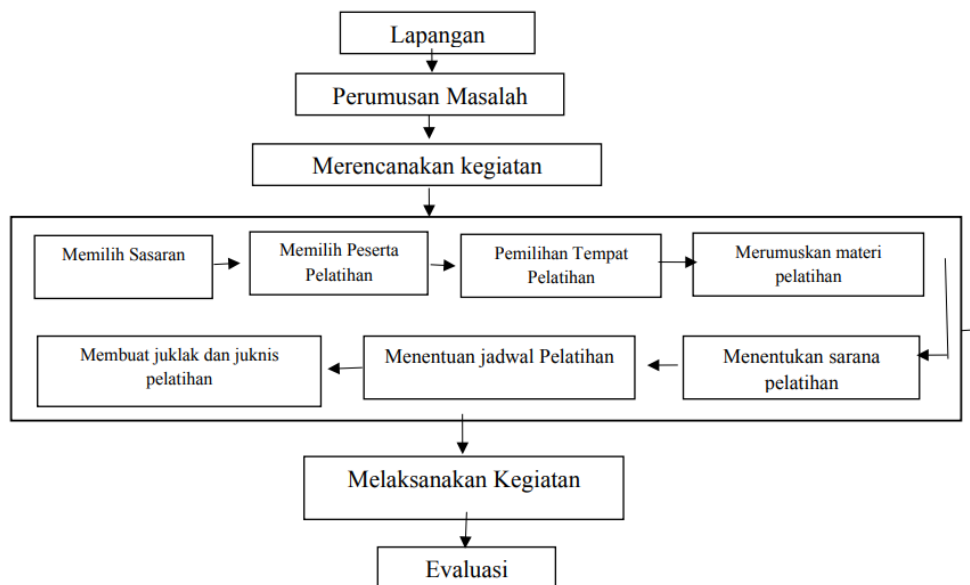 Lapangan
Perumusan Masalah
Merencanakan kegiatan
Memilih Sasaran
Memilih Peserta
Pelatihan
Pemilihan Tempat
Pelatihan
Merumuskan materi
pelatihan
Menentukan sarana
pelatihan
Menentuan jadwal Pelatihan
Membuat juklak dan juknis
pelatihan
Melaksanakan Kegiatan
Evaluasi